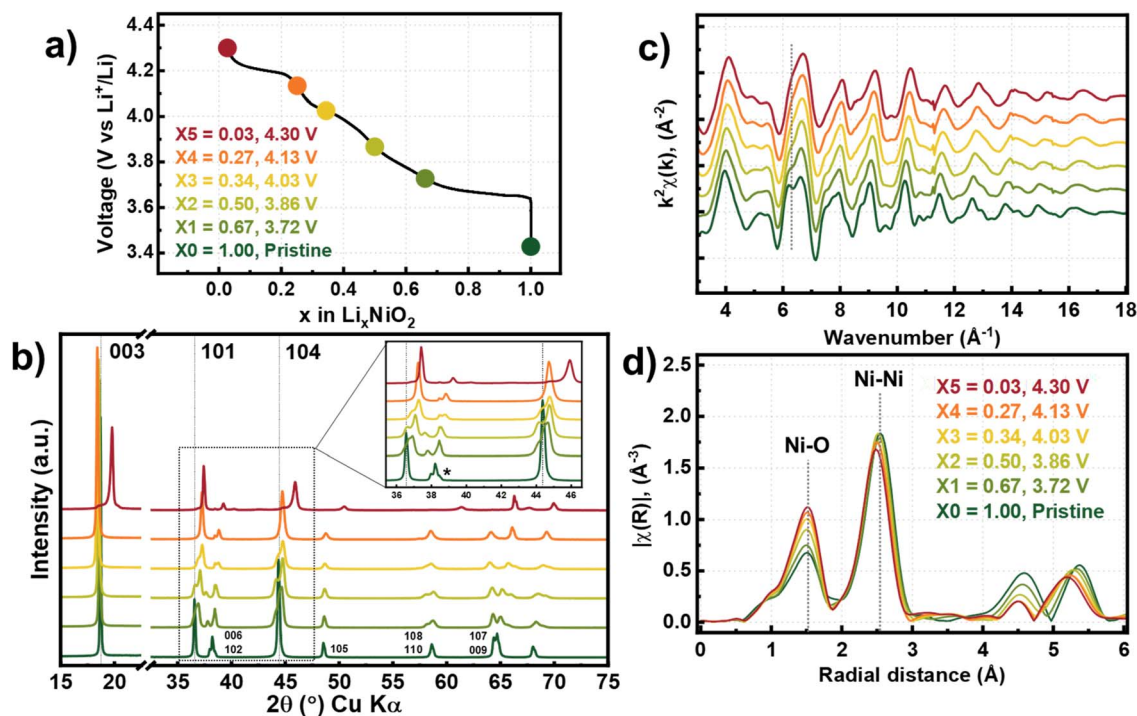 a)
Voltage (V vs Li⁺/Li)
4.4
4.2
4.0
3.8
3.6
3.4
X5 = 0.03, 4.30 V
X4 = 0.27, 4.13 V
X3 = 0.34, 4.03 V
X2 = 0.50, 3.86 V
X1 = 0.67, 3.72 V
X0 = 1.00, Pristine
0.0 0.2 0.4 0.6 0.8 1.0
x in LiₓNiO₂
b)
Intensity (a.u.)
003 101 104
36 38 40 42 44 46
*
006
102
105
108
110
107
009
15 20 35 40 45 50 55 60 65 70 75
2θ (°) Cu Kα
c)
k²χ(k), (Å⁻²)
4 6 8 10 12 14 16 18
Wavenumber (Å⁻¹)
d)
|χ(R)|, (Å⁻³)
2.5
2.0
1.5
1.0
0.5
0.0
Ni-O
Ni-Ni
X5 = 0.03, 4.30 V
X4 = 0.27, 4.13 V
X3 = 0.34, 4.03 V
X2 = 0.50, 3.86 V
X1 = 0.67, 3.72 V
X0 = 1.00, Pristine
0 1 2 3 4 5 6
Radial distance (Å)